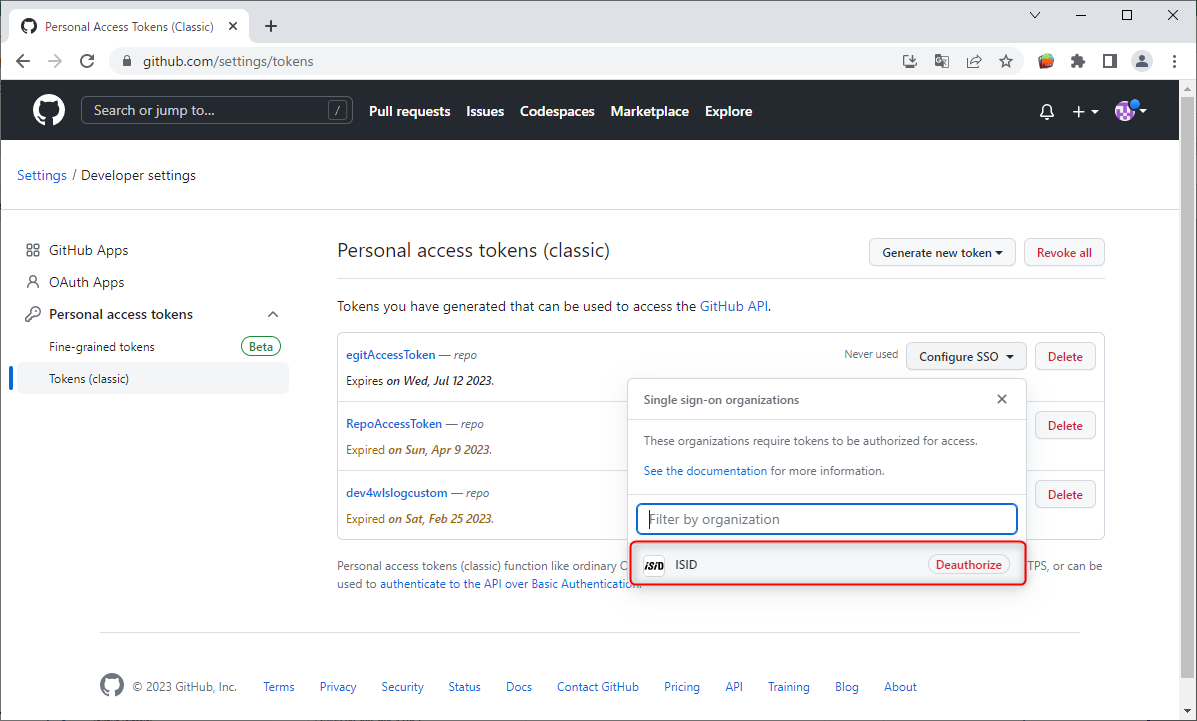 Personal Access Tokens (Classic)
github.com/settings/tokens
Search or jump to...
/
Pull requests
Issues
Codespaces
Marketplace
Explore
Settings / Developer settings
GitHub Apps
OAuth Apps
Personal access tokens
Fine-grained tokens
Beta
Tokens (classic)
Personal access tokens (classic)
Generate new token
Revoke all
Tokens you have generated that can be used to access the GitHub API.
egitAccessToken — repo
Never used
Configure SSO
Delete
Expires on Wed, Jul 12 2023.
RepoAccessToken — repo
Delete
Expired on Sun, Apr 9 2023.
dev4wlslogcustom — repo
Delete
Expired on Sat, Feb 25 2023.
Single sign-on organizations
These organizations require tokens to be authorized for access.
See the documentation for more information.
Filter by organization
iSiD
ISID
Deauthorize
Personal access tokens (classic) function like ordinary O
TPS, or can be
used to authenticate to the API over Basic Authentication.
© 2023 GitHub, Inc.
Terms
Privacy
Security
Status
Docs
Contact GitHub
Pricing
API
Training
Blog
About